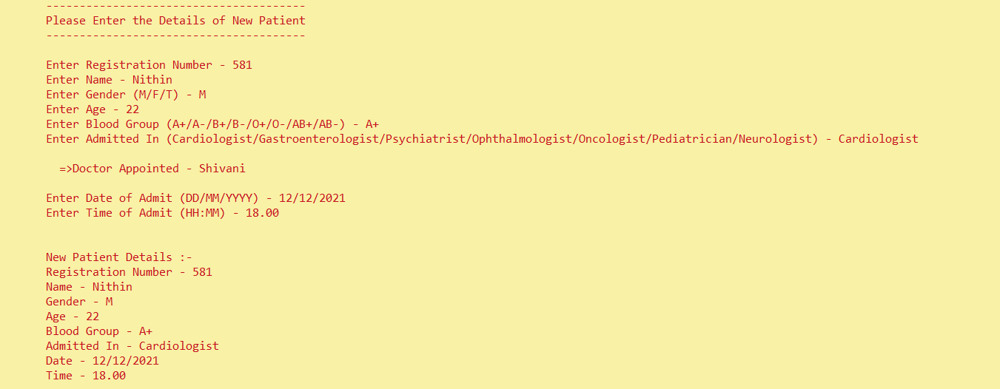 ---------------------------------------
Please Enter the Details of New Patient
---------------------------------------
Enter Registration Number - 581
Enter Name - Nithin
Enter Gender (M/F/T) - M
Enter Age - 22
Enter Blood Group (A+/A-/B+/B-/O+/O-/AB+/AB-) - A+
Enter Admitted In (Cardiologist/Gastroenterologist/Psychiatrist/Ophthalmologist/Oncologist/Pediatrician/Neurologist) - Cardiologist
=>Doctor Appointed - Shivani
Enter Date of Admit (DD/MM/YYYY) - 12/12/2021
Enter Time of Admit (HH:MM) - 18.00
New Patient Details :-
Registration Number - 581
Name - Nithin
Gender - M
Age - 22
Blood Group - A+
Admitted In - Cardiologist
Date - 12/12/2021
Time - 18.00